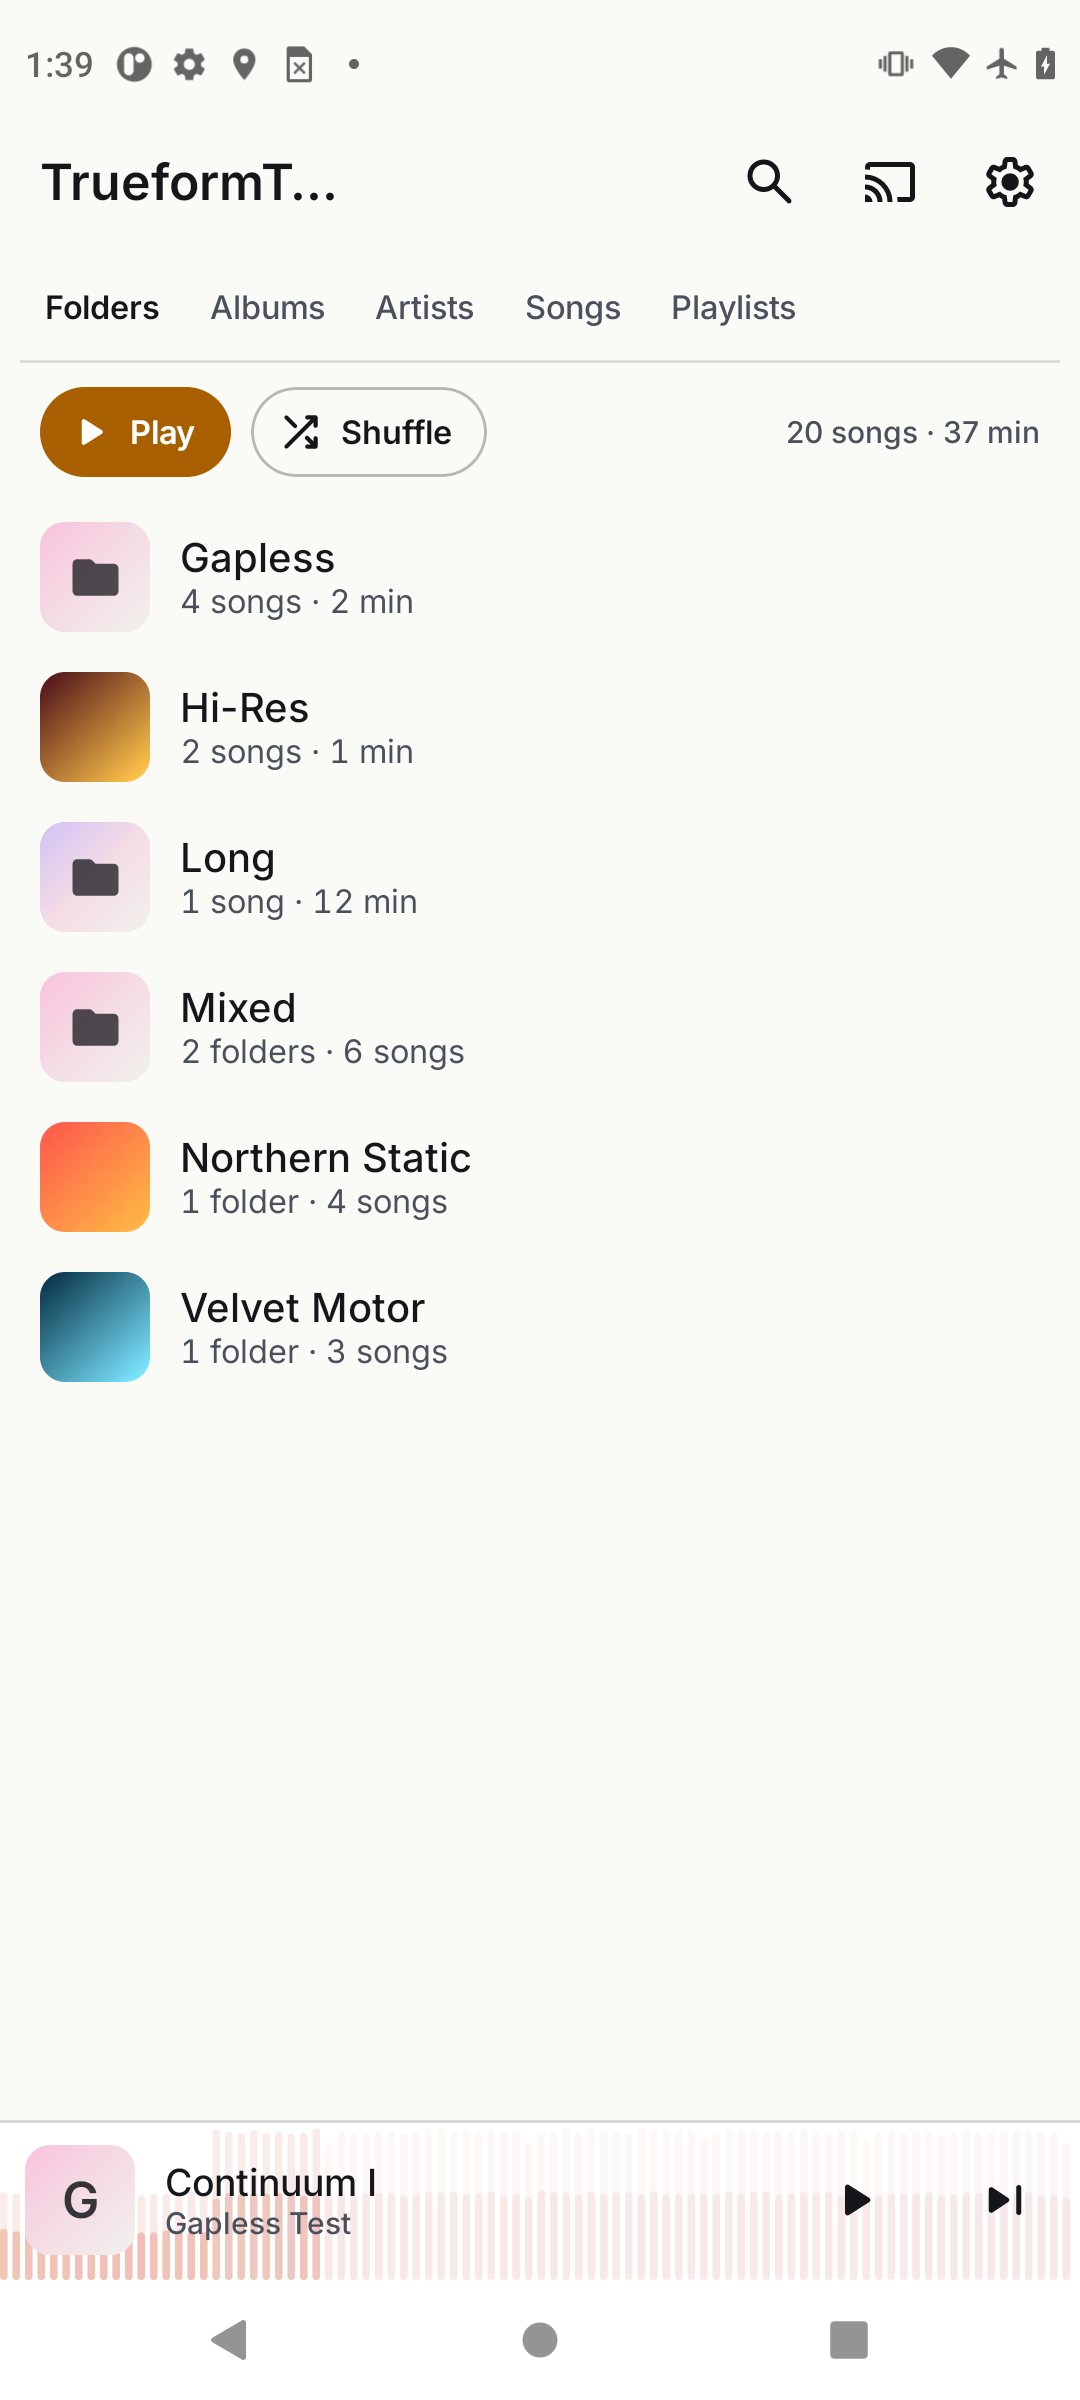 1:39
TrueformT...
Folders Albums Artists Songs Playlists
Play Shuffle 20 songs · 37 min
Gapless
4 songs · 2 min
Hi-Res
2 songs · 1 min
Long
1 song · 12 min
Mixed
2 folders · 6 songs
Northern Static
1 folder · 4 songs
Velvet Motor
1 folder · 3 songs
G
Continuum I
Gapless Test